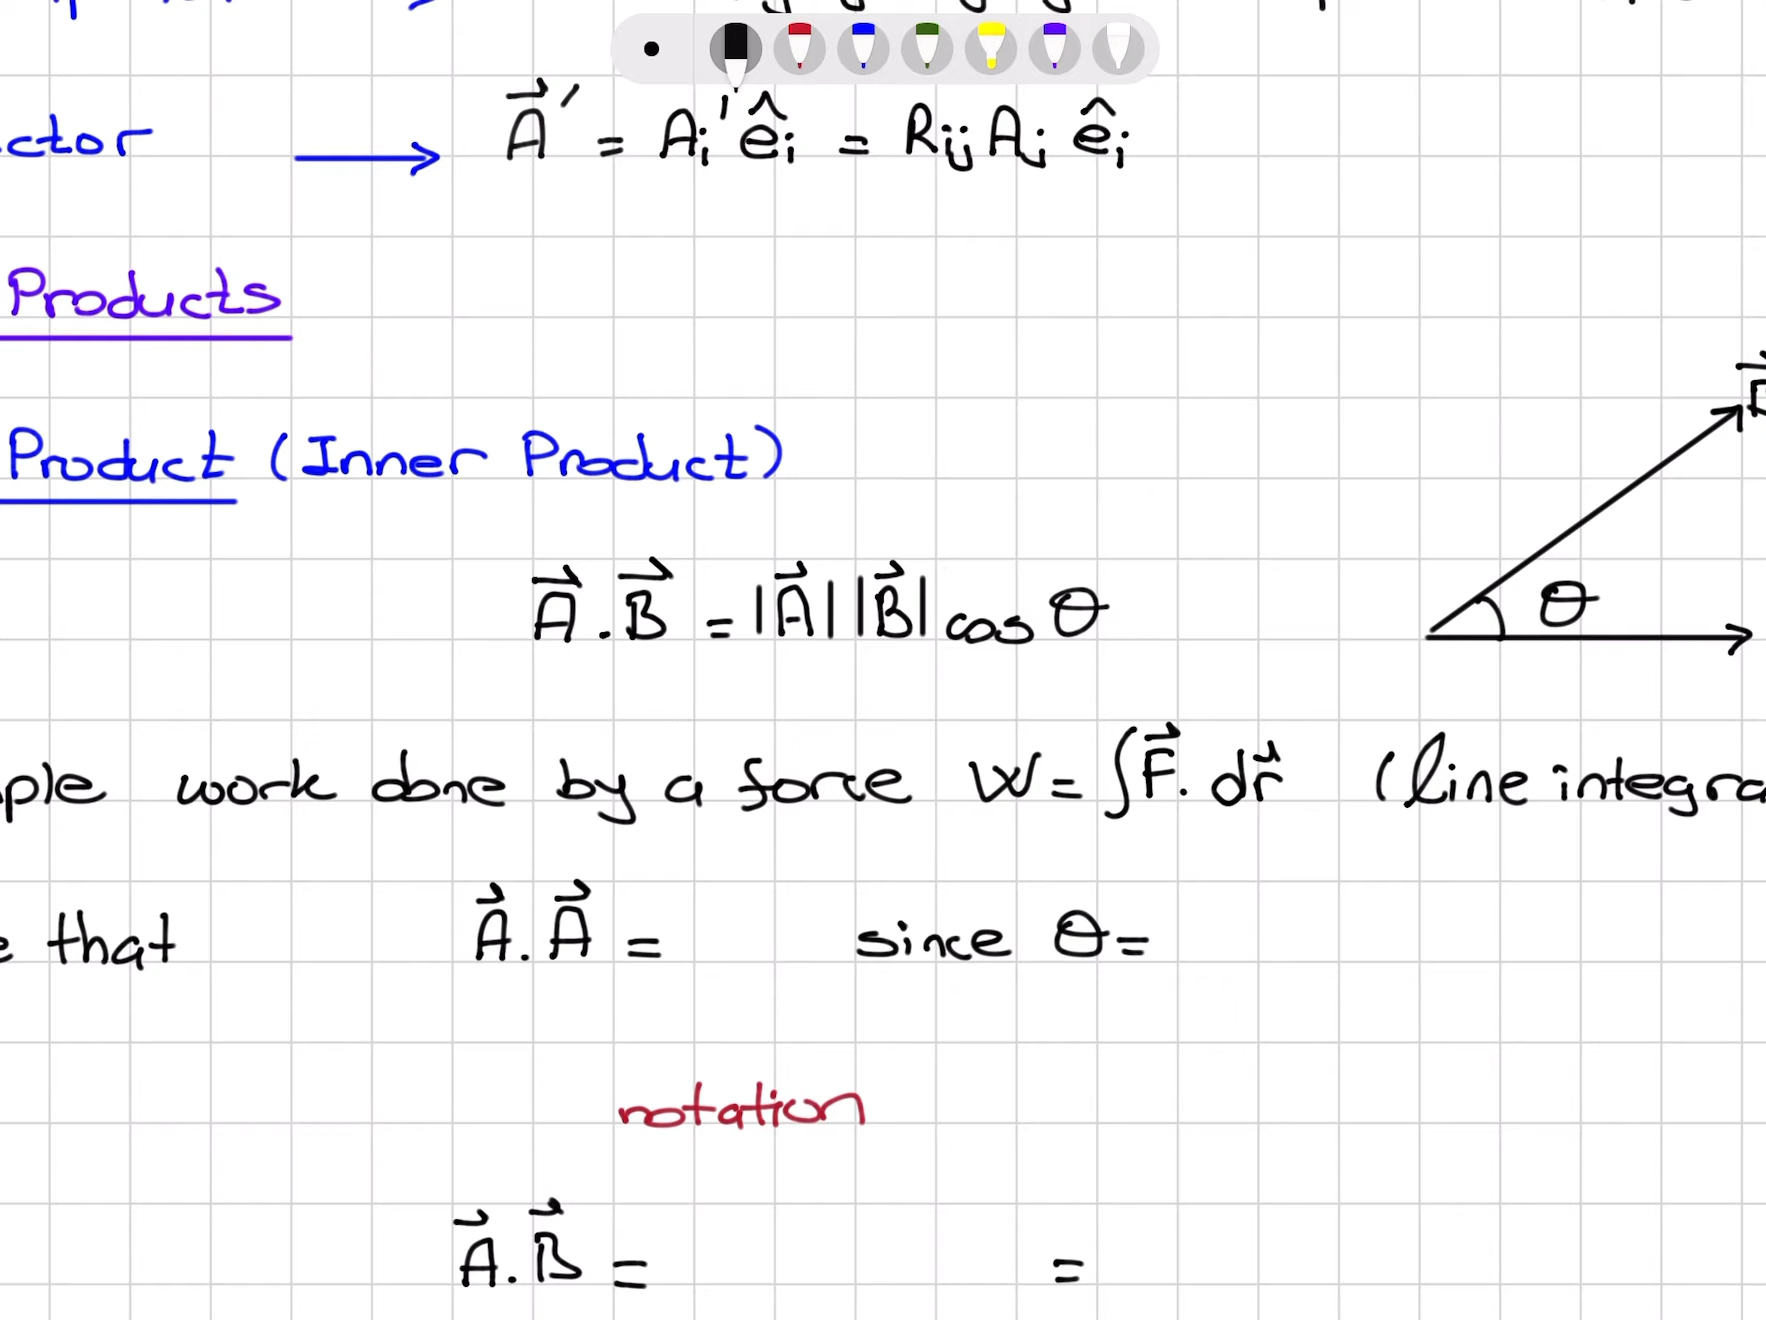 ctor → A⃗′ = Aᵢ′ êᵢ = Rᵢⱼ Aⱼ êᵢ
Products
Product (Inner Product)
A⃗ . B⃗ = |A⃗| |B⃗| cos θ
θ
work done by a force W = ∫ F⃗ . dr⃗ (line integra
that A⃗ . A⃗ = since θ =
notation
A⃗ . B⃗ = =